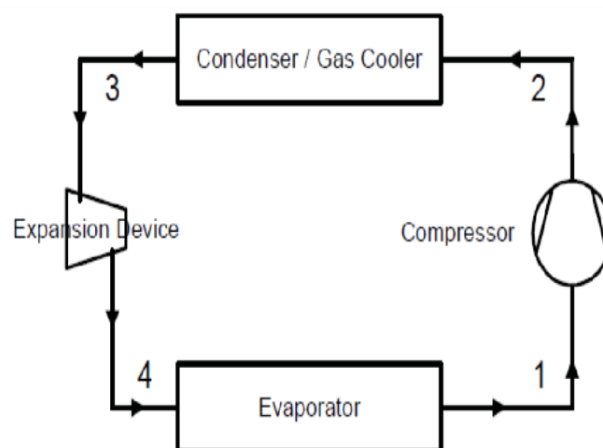 Condenser / Gas Cooler
3
2
Expansion Device
Compressor
4
1
Evaporator